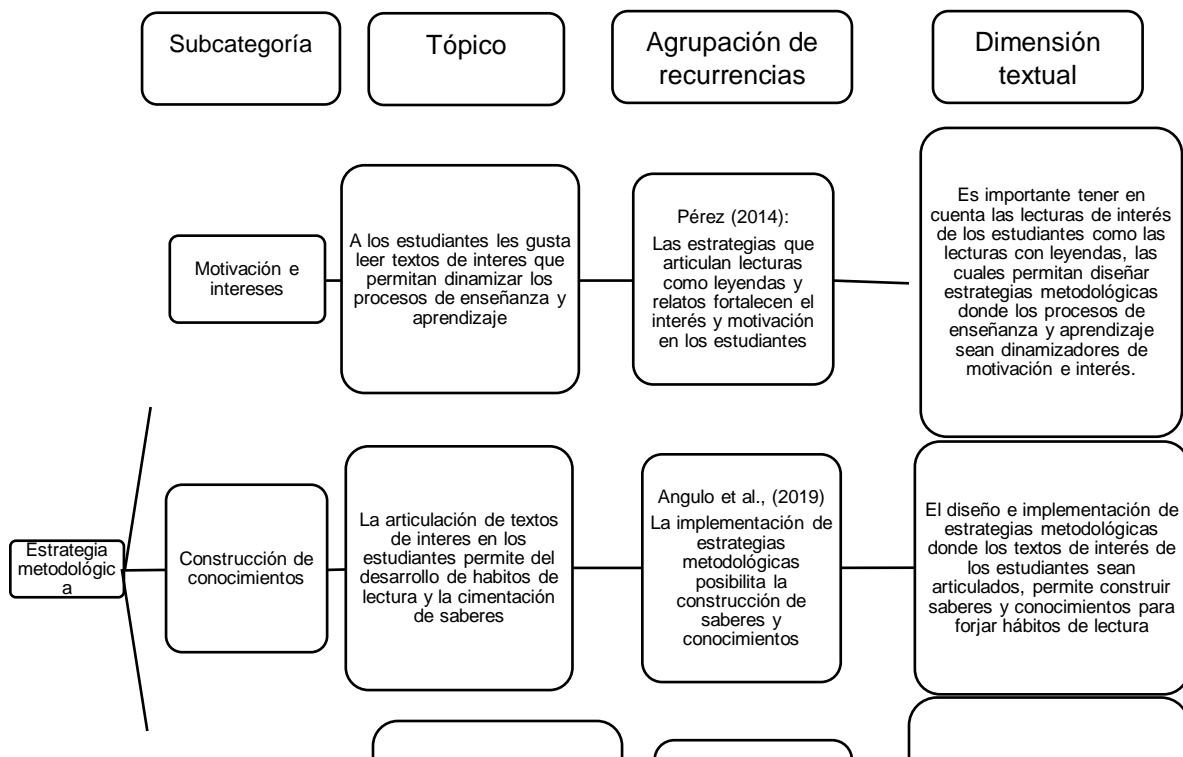 Subcategoría
Tópico
Agrupación de
recurrencias
Dimensión
textual
Motivación e
intereses
A los estudiantes les gusta
leer textos de interes que
permitan dinamizar los
procesos de enseñanza y
aprendizaje
Pérez (2014):
Las estrategias que
articulan lecturas
como leyendas y
relatos fortalecen el
interés y motivación
en los estudiantes
Es importante tener en
cuenta las lecturas de interés
de los estudiantes como las
lecturas con leyendas, las
cuales permitan diseñar
estrategias metodológicas
donde los procesos de
enseñanza y aprendizaje
sean dinamizadores de
motivación e interés.
Estrategia
metodológic
a
Construcción de
conocimientos
La articulación de textos
de interes en los
estudiantes permite del
desarrollo de habitos de
lectura y la cimentación
de saberes
Angulo et al., (2019)
La implementación de
estrategias
metodológicas
posibilita la
construcción de
saberes y
conocimientos
El diseño e implementación de
estrategias metodológicas
donde los textos de interés de
los estudiantes sean
articulados, permite construir
saberes y conocimientos para
forjar hábitos de lectura